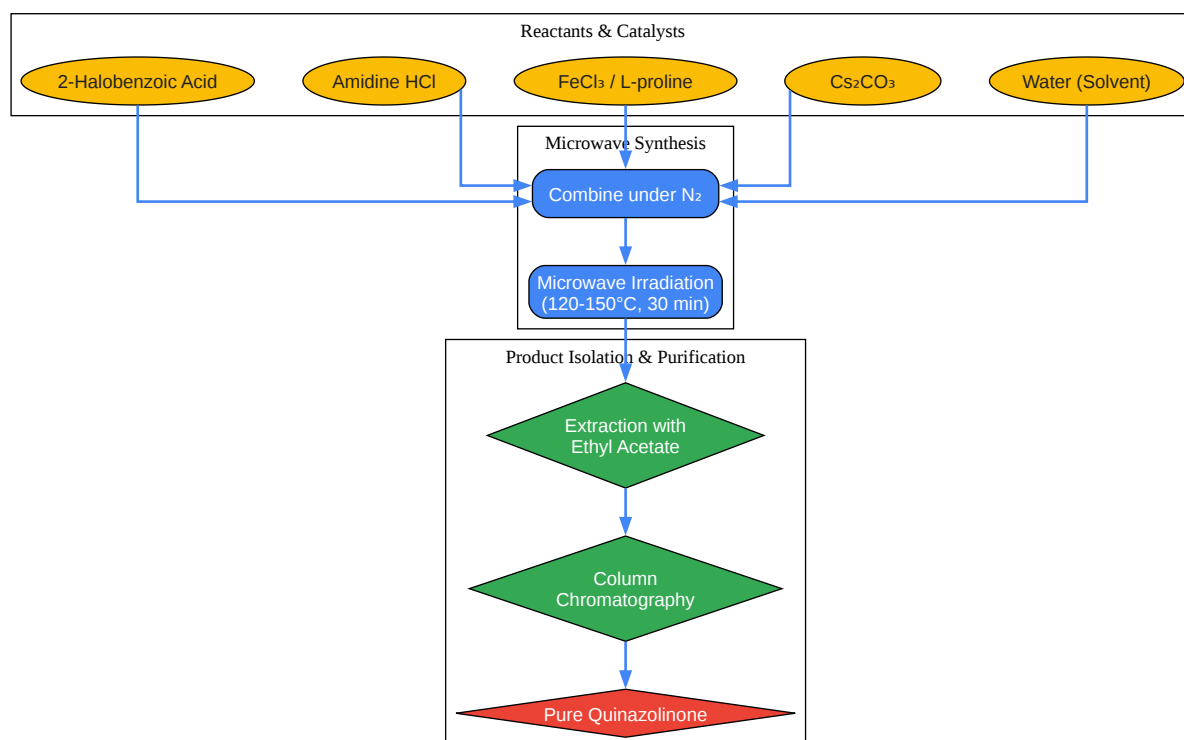 Reactants & Catalysts
2-Halobenzoic Acid
Amidine HCl
FeCl₃ / L-proline
Cs₂CO₃
Water (Solvent)
Microwave Synthesis
Combine under N₂
Microwave Irradiation
(120-150°C, 30 min)
Product Isolation & Purification
Extraction with
Ethyl Acetate
Column
Chromatography
Pure Quinazolinone